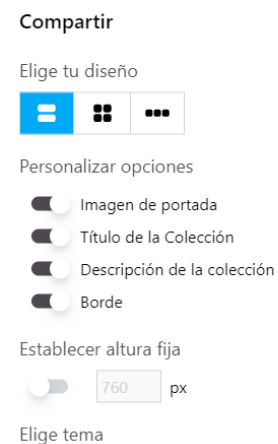 Compartir
Elige tu diseño
Personalizar opciones
Imagen de portada
Título de la Colección
Descripción de la colección
Borde
Establecer altura fija
760 px
Elige tema